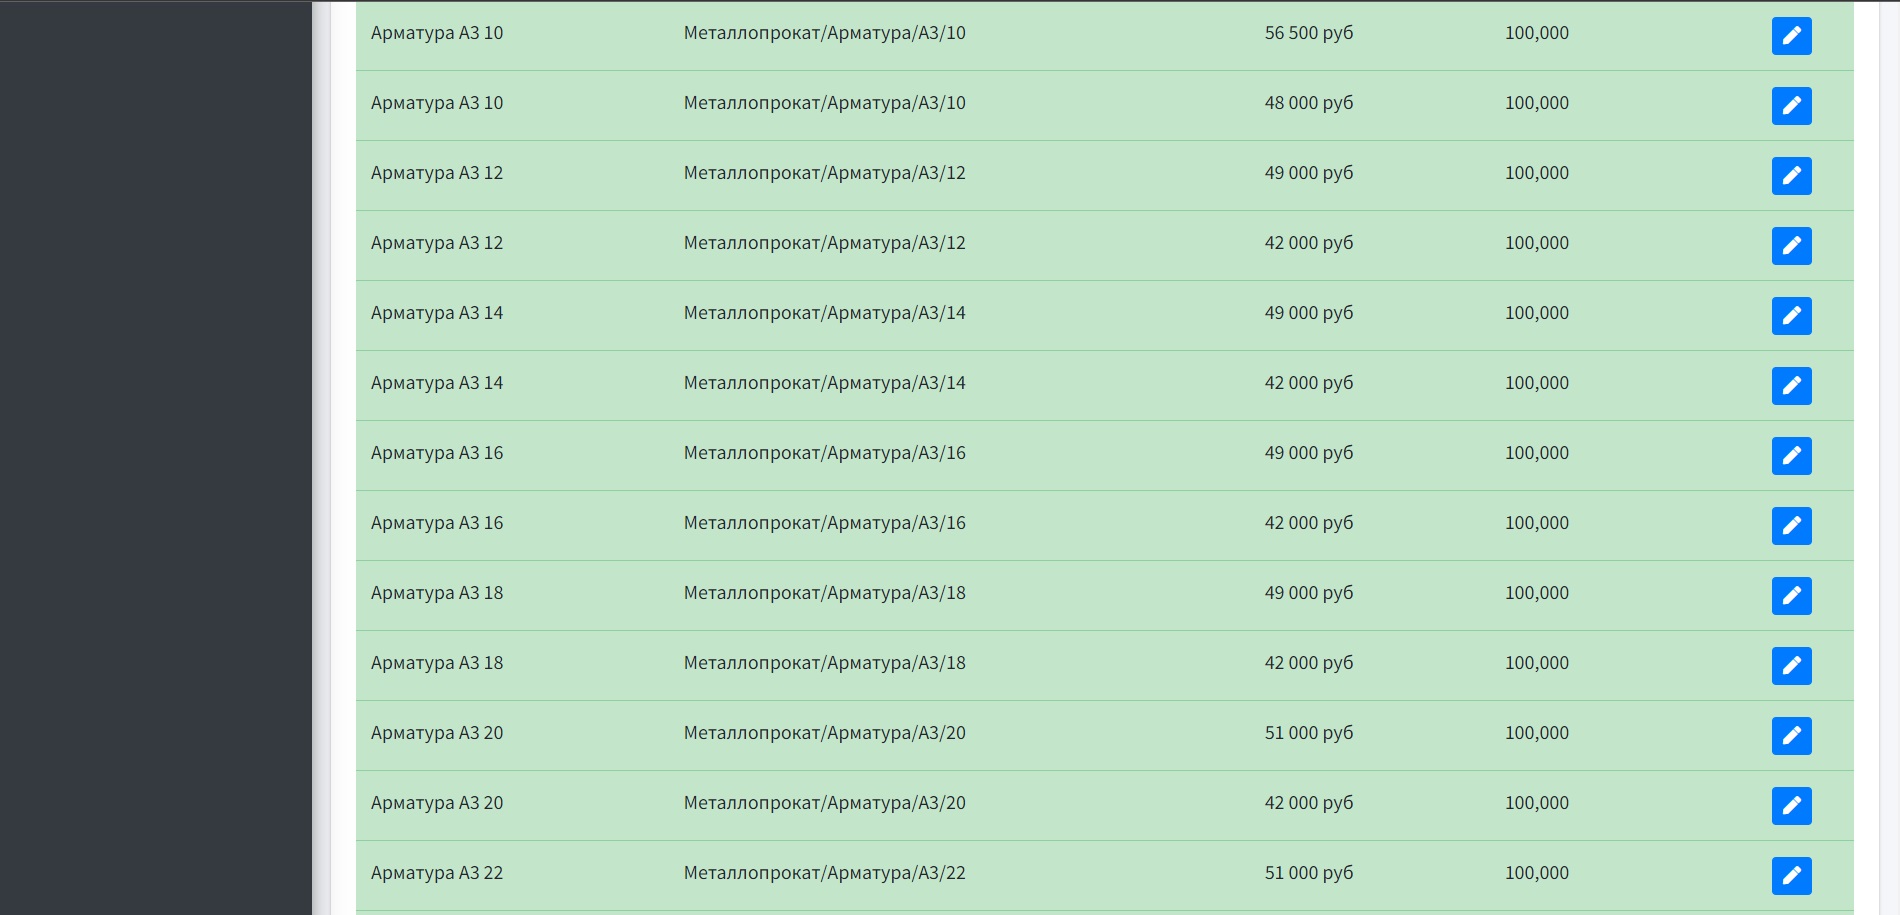 Арматура А3 10 Металлопрокат/Арматура/А3/10 56 500 руб 100,000
Арматура А3 10 Металлопрокат/Арматура/А3/10 48 000 руб 100,000
Арматура А3 12 Металлопрокат/Арматура/А3/12 49 000 руб 100,000
Арматура А3 12 Металлопрокат/Арматура/А3/12 42 000 руб 100,000
Арматура А3 14 Металлопрокат/Арматура/А3/14 49 000 руб 100,000
Арматура А3 14 Металлопрокат/Арматура/А3/14 42 000 руб 100,000
Арматура А3 16 Металлопрокат/Арматура/А3/16 49 000 руб 100,000
Арматура А3 16 Металлопрокат/Арматура/А3/16 42 000 руб 100,000
Арматура А3 18 Металлопрокат/Арматура/А3/18 49 000 руб 100,000
Арматура А3 18 Металлопрокат/Арматура/А3/18 42 000 руб 100,000
Арматура А3 20 Металлопрокат/Арматура/А3/20 51 000 руб 100,000
Арматура А3 20 Металлопрокат/Арматура/А3/20 42 000 руб 100,000
Арматура А3 22 Металлопрокат/Арматура/А3/22 51 000 руб 100,000